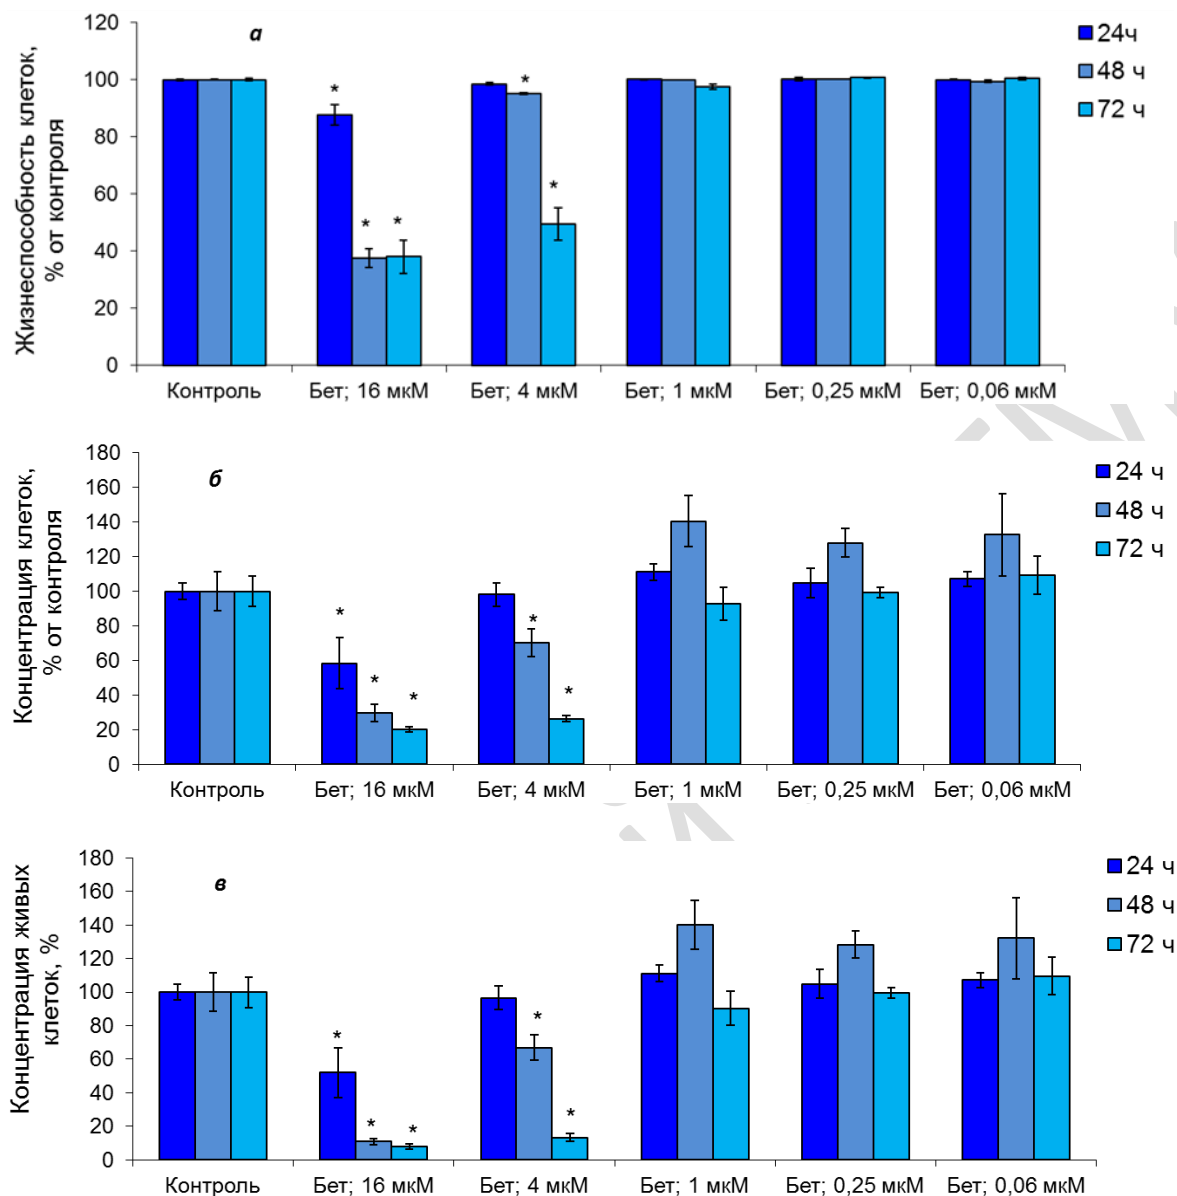 120
100
80
60
40
20
0
Жизнеспособность клеток,
% от контроля
а
*
*
*
*
*
24ч
48 ч
72 ч
Контроль
Бет; 16 мкМ
Бет; 4 мкМ
Бет; 1 мкМ
Бет; 0,25 мкМ
Бет; 0,06 мкМ
180
160
140
120
100
80
60
40
20
0
Концентрация клеток,
% от контроля
б
*
*
*
*
*
24 ч
48 ч
72 ч
Контроль
Бет; 16 мкМ
Бет; 4 мкМ
Бет; 1 мкМ
Бет; 0,25 мкМ
Бет; 0,06 мкМ
180
160
140
120
100
80
60
40
20
0
Концентрация живых
клеток, %
в
*
*
*
*
*
24 ч
48 ч
72 ч
Контроль
Бет; 16 мкМ
Бет; 4 мкМ
Бет; 1 мкМ
Бет; 0,25 мкМ
Бет; 0,06 мкМ